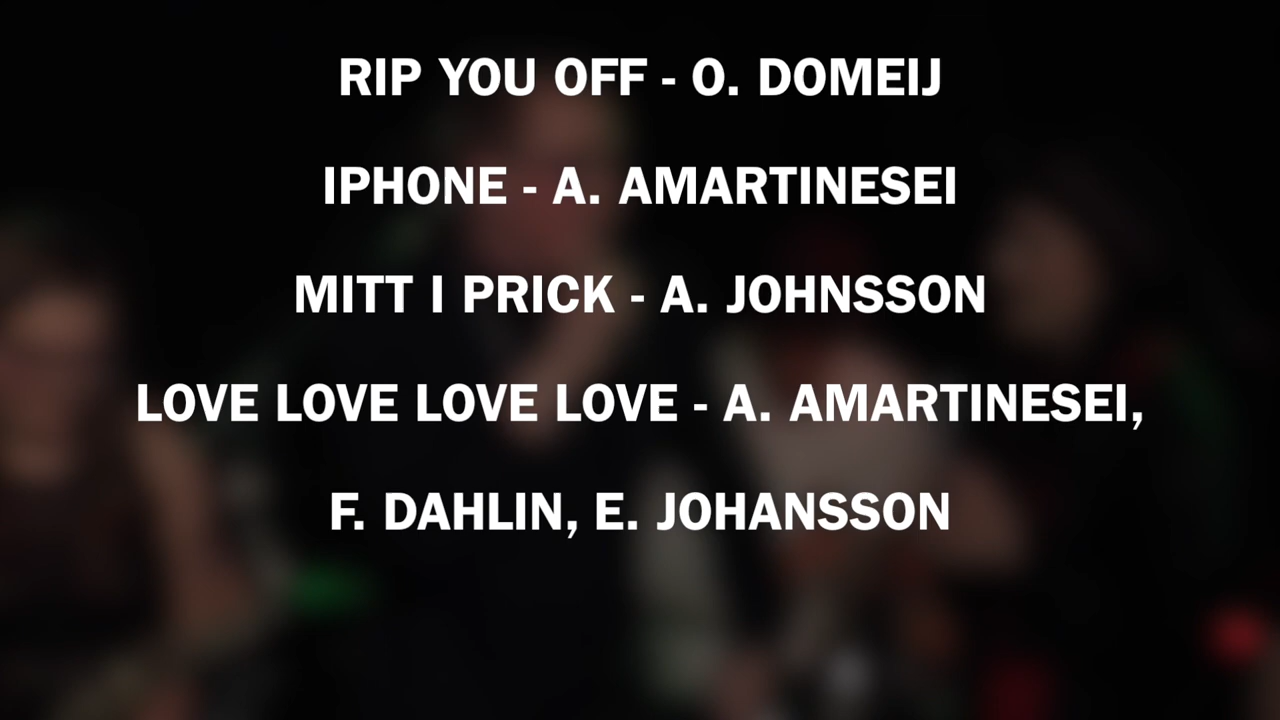 RIP YOU OFF - O. DOMEIJ
IPHONE - A. AMARTINESEI
MITT I PRICK - A. JOHNSSON
LOVE LOVE LOVE LOVE - A. AMARTINESEI,
F. DAHLIN, E. JOHANSSON